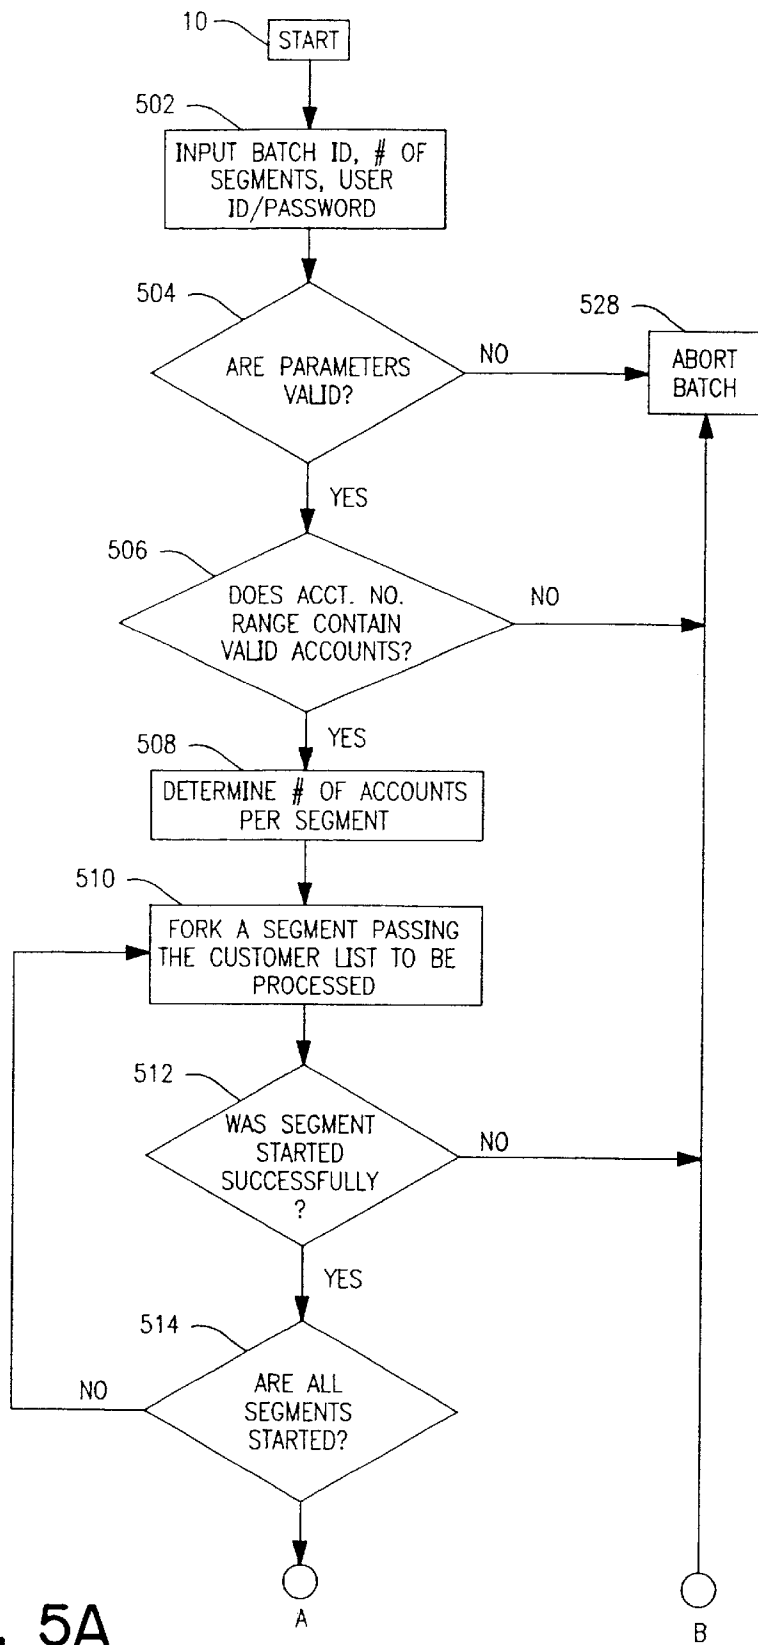 10
START
502
INPUT BATCH ID, # OF
SEGMENTS, USER
ID/PASSWORD
504
ARE PARAMETERS
VALID?
NO
528
ABORT
BATCH
YES
506
DOES ACCT. NO.
RANGE CONTAIN
VALID ACCOUNTS?
NO
YES
508
DETERMINE # OF ACCOUNTS
PER SEGMENT
510
FORK A SEGMENT PASSING
THE CUSTOMER LIST TO BE
PROCESSED
512
WAS SEGMENT
STARTED
SUCCESSFULLY
?
NO
YES
514
ARE ALL
SEGMENTS
STARTED?
NO
A
B
. 5A